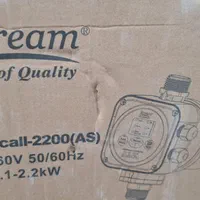 ream®
of Quality
call-2200(AS)
60V 50/60Hz
.1-2.2kW